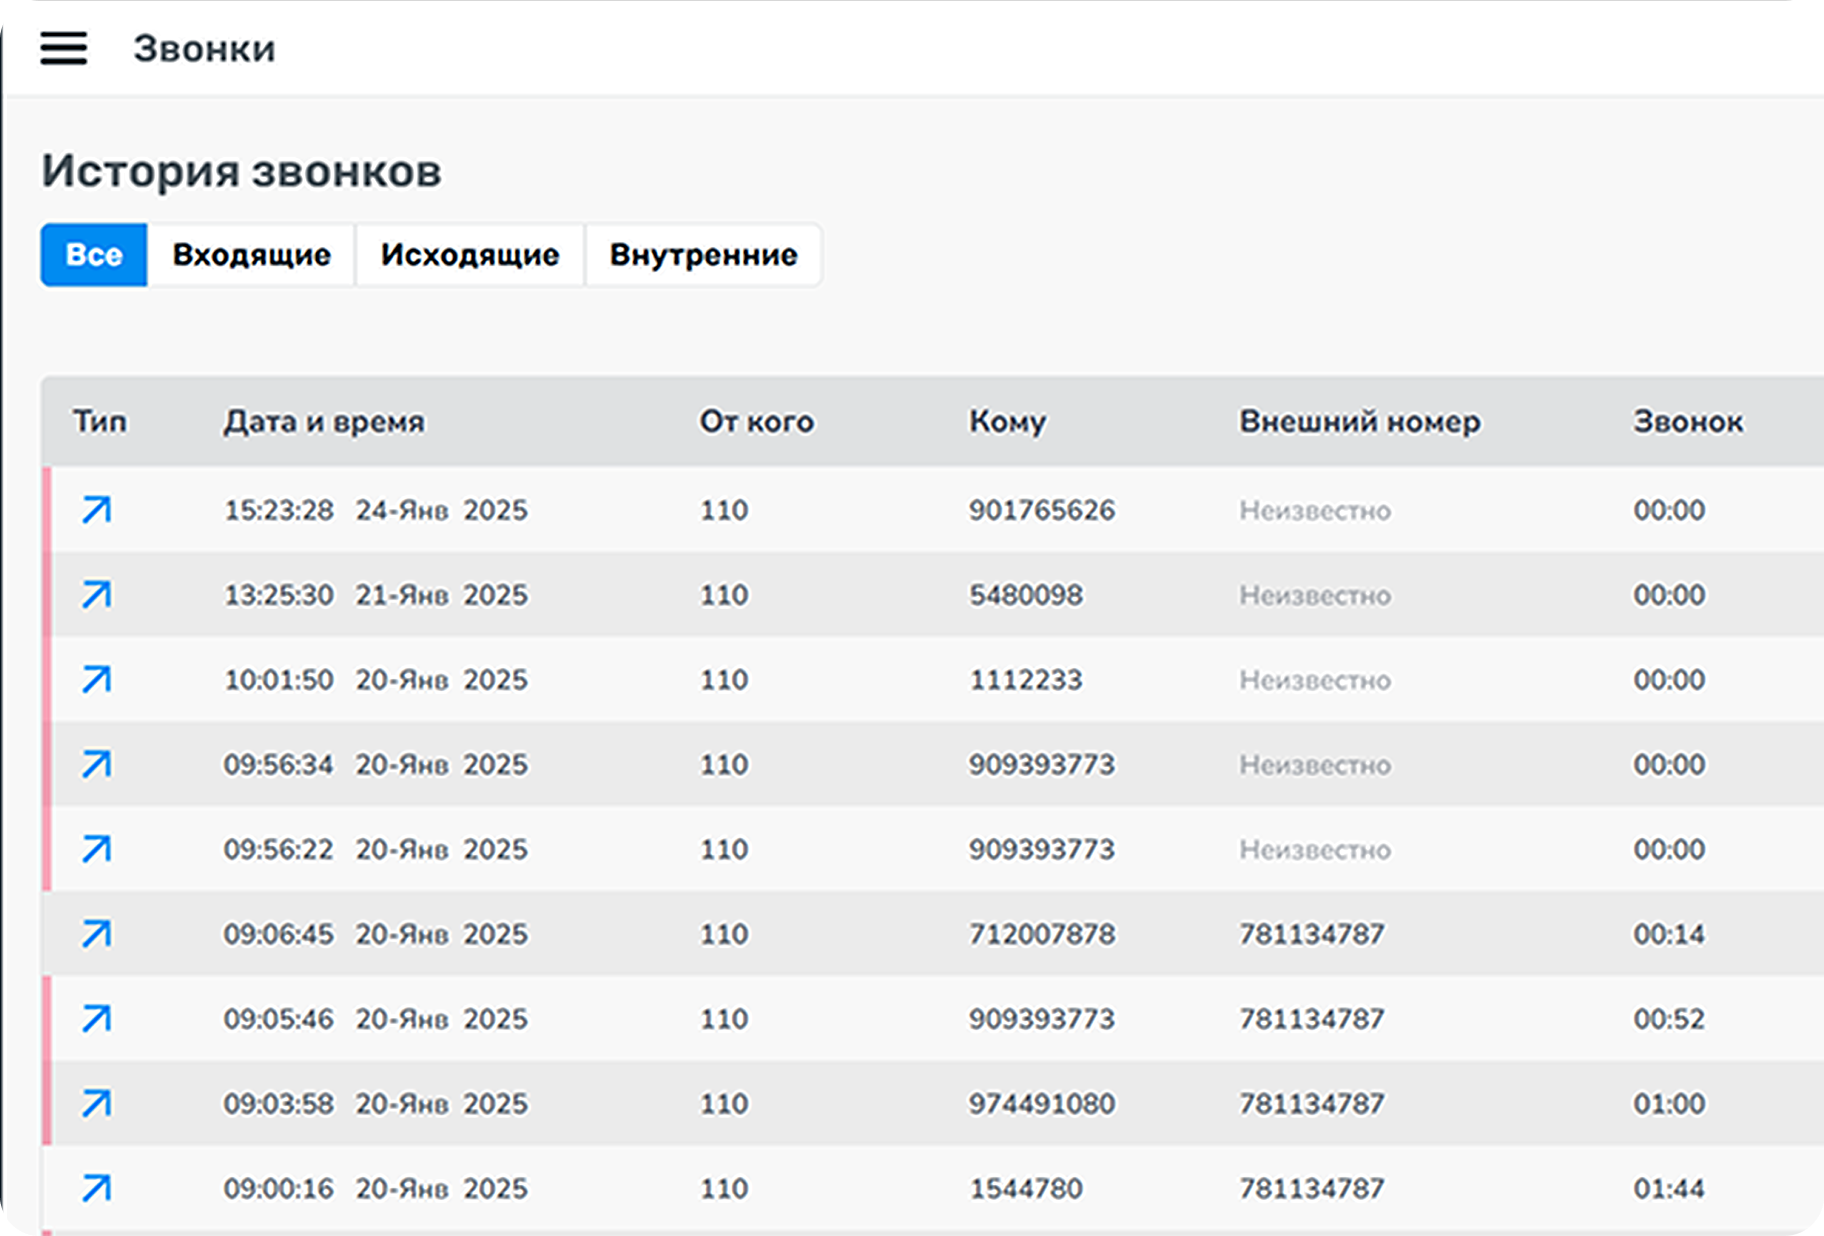 Звонки
История звонков
Все Входящие Исходящие Внутренние
Тип Дата и время От кого Кому Внешний номер Звонок
15:23:28 24-Янв 2025 110 901765626 Неизвестно 00:00
13:25:30 21-Янв 2025 110 5480098 Неизвестно 00:00
10:01:50 20-Янв 2025 110 1112233 Неизвестно 00:00
09:56:34 20-Янв 2025 110 909393773 Неизвестно 00:00
09:56:22 20-Янв 2025 110 909393773 Неизвестно 00:00
09:06:45 20-Янв 2025 110 712007878 781134787 00:14
09:05:46 20-Янв 2025 110 909393773 781134787 00:52
09:03:58 20-Янв 2025 110 974491080 781134787 01:00
09:00:16 20-Янв 2025 110 1544780 781134787 01:44